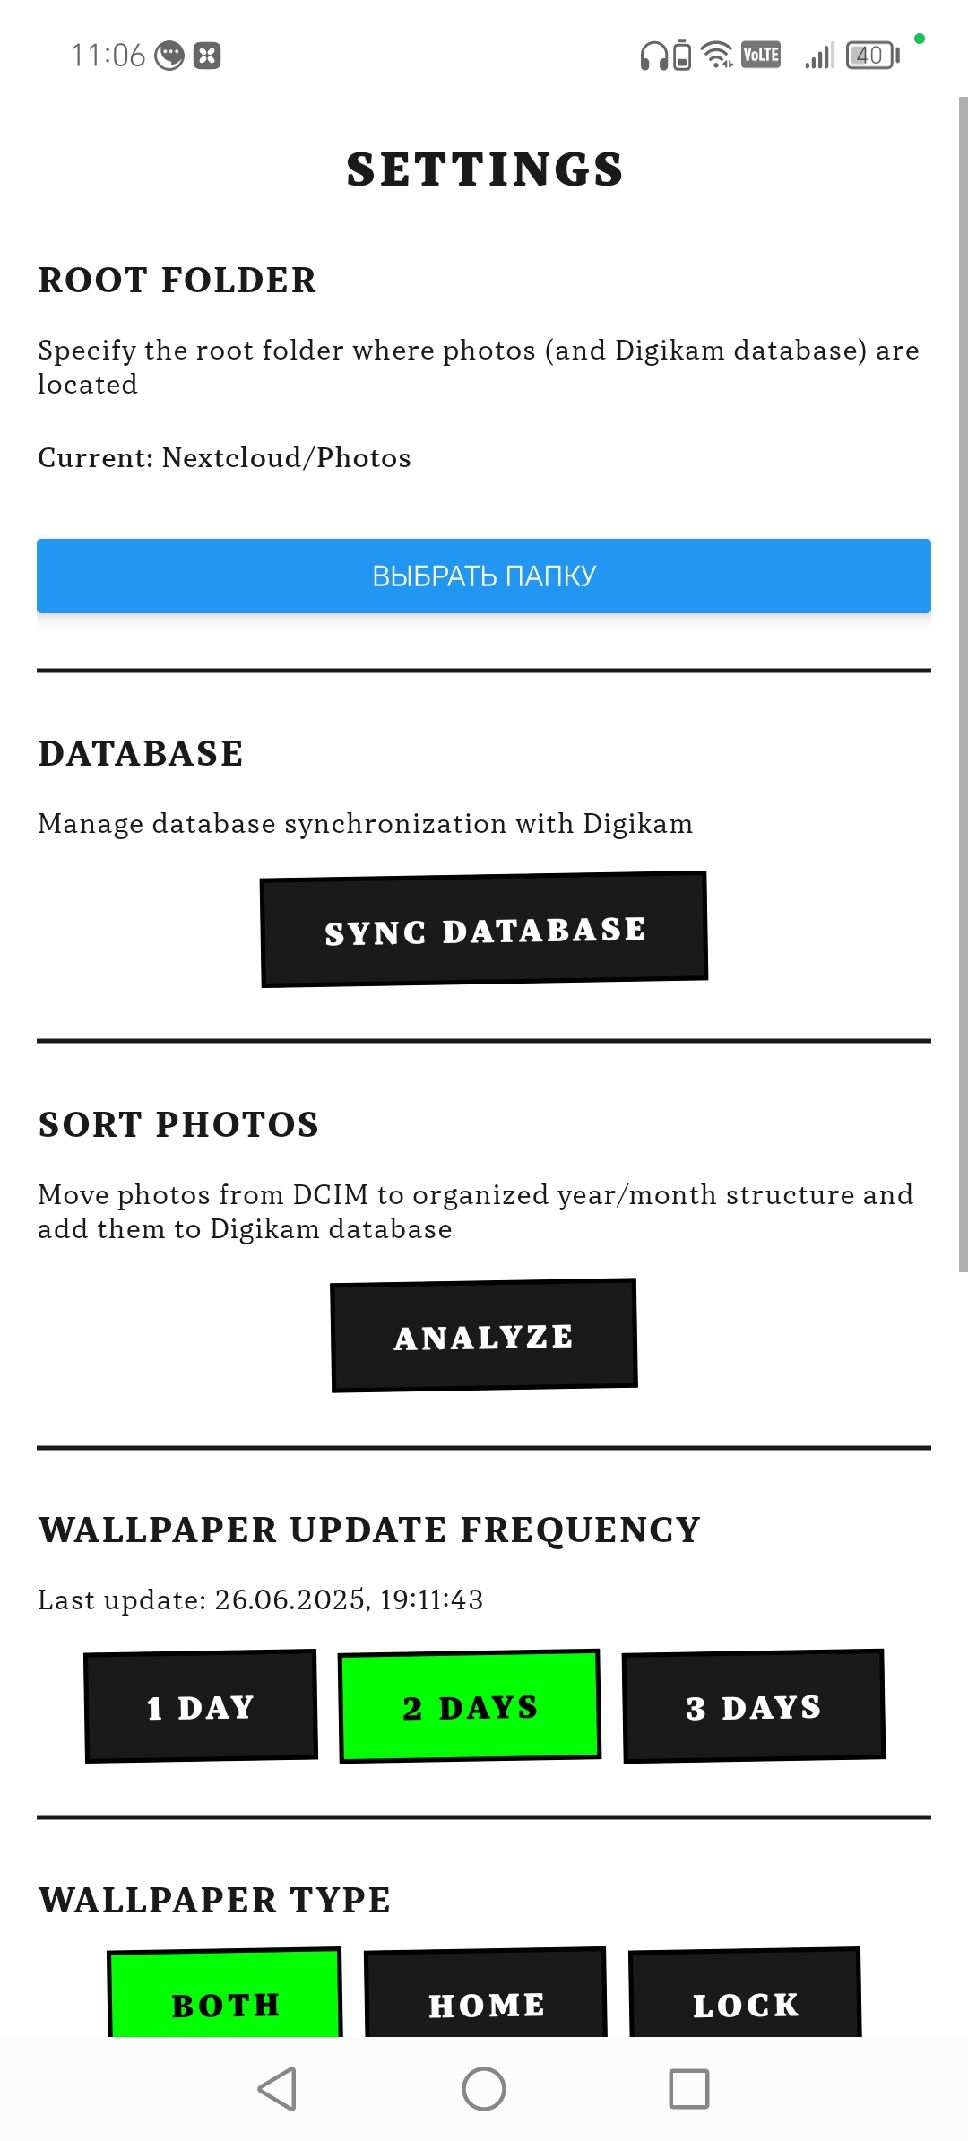 11:06
VoLTE
40
SETTINGS
ROOT FOLDER
Specify the root folder where photos (and Digikam database) are
located
Current: Nextcloud/Photos
ВЫБРАТЬ ПАПКУ
DATABASE
Manage database synchronization with Digikam
SYNC DATABASE
SORT PHOTOS
Move photos from DCIM to organized year/month structure and
add them to Digikam database
ANALYZE
WALLPAPER UPDATE FREQUENCY
Last update: 26.06.2025, 19:11:43
1 DAY 2 DAYS 3 DAYS
WALLPAPER TYPE
BOTH HOME LOCK